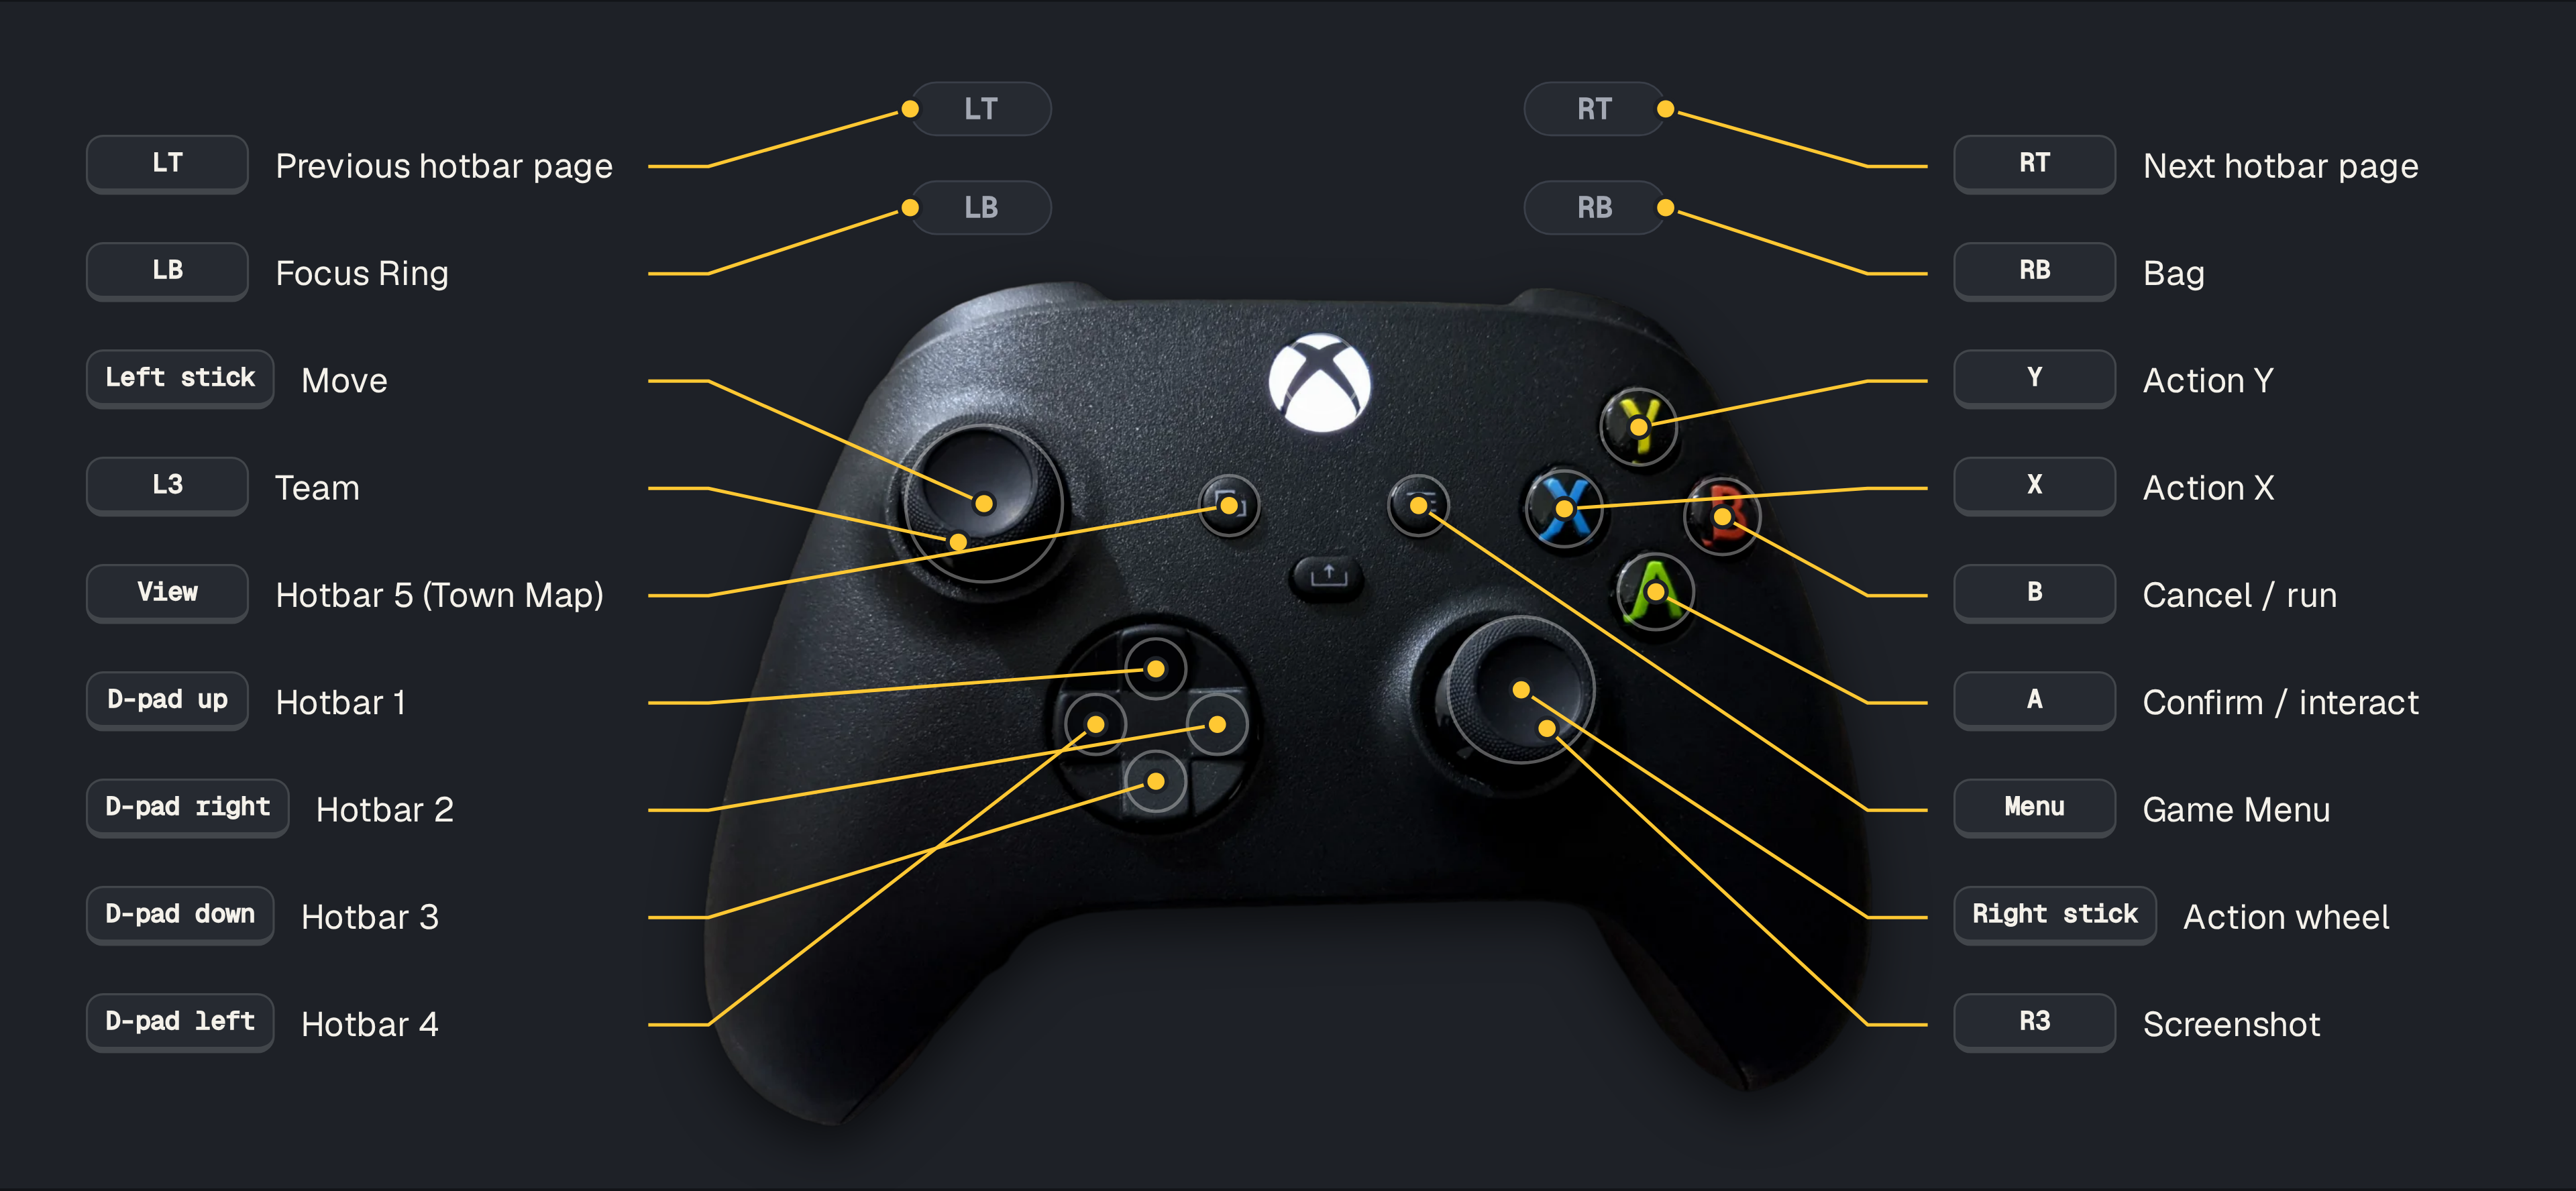 LT
RT
LT Previous hotbar page
RT Next hotbar page
LB
RB
LB Focus Ring
RB Bag
Left stick Move
Y Action Y
Y
L3 Team
X Action X
X
B
View Hotbar 5 (Town Map)
B Cancel / run
A
D-pad up Hotbar 1
A Confirm / interact
D-pad right Hotbar 2
Menu Game Menu
D-pad down Hotbar 3
Right stick Action wheel
D-pad left Hotbar 4
R3 Screenshot